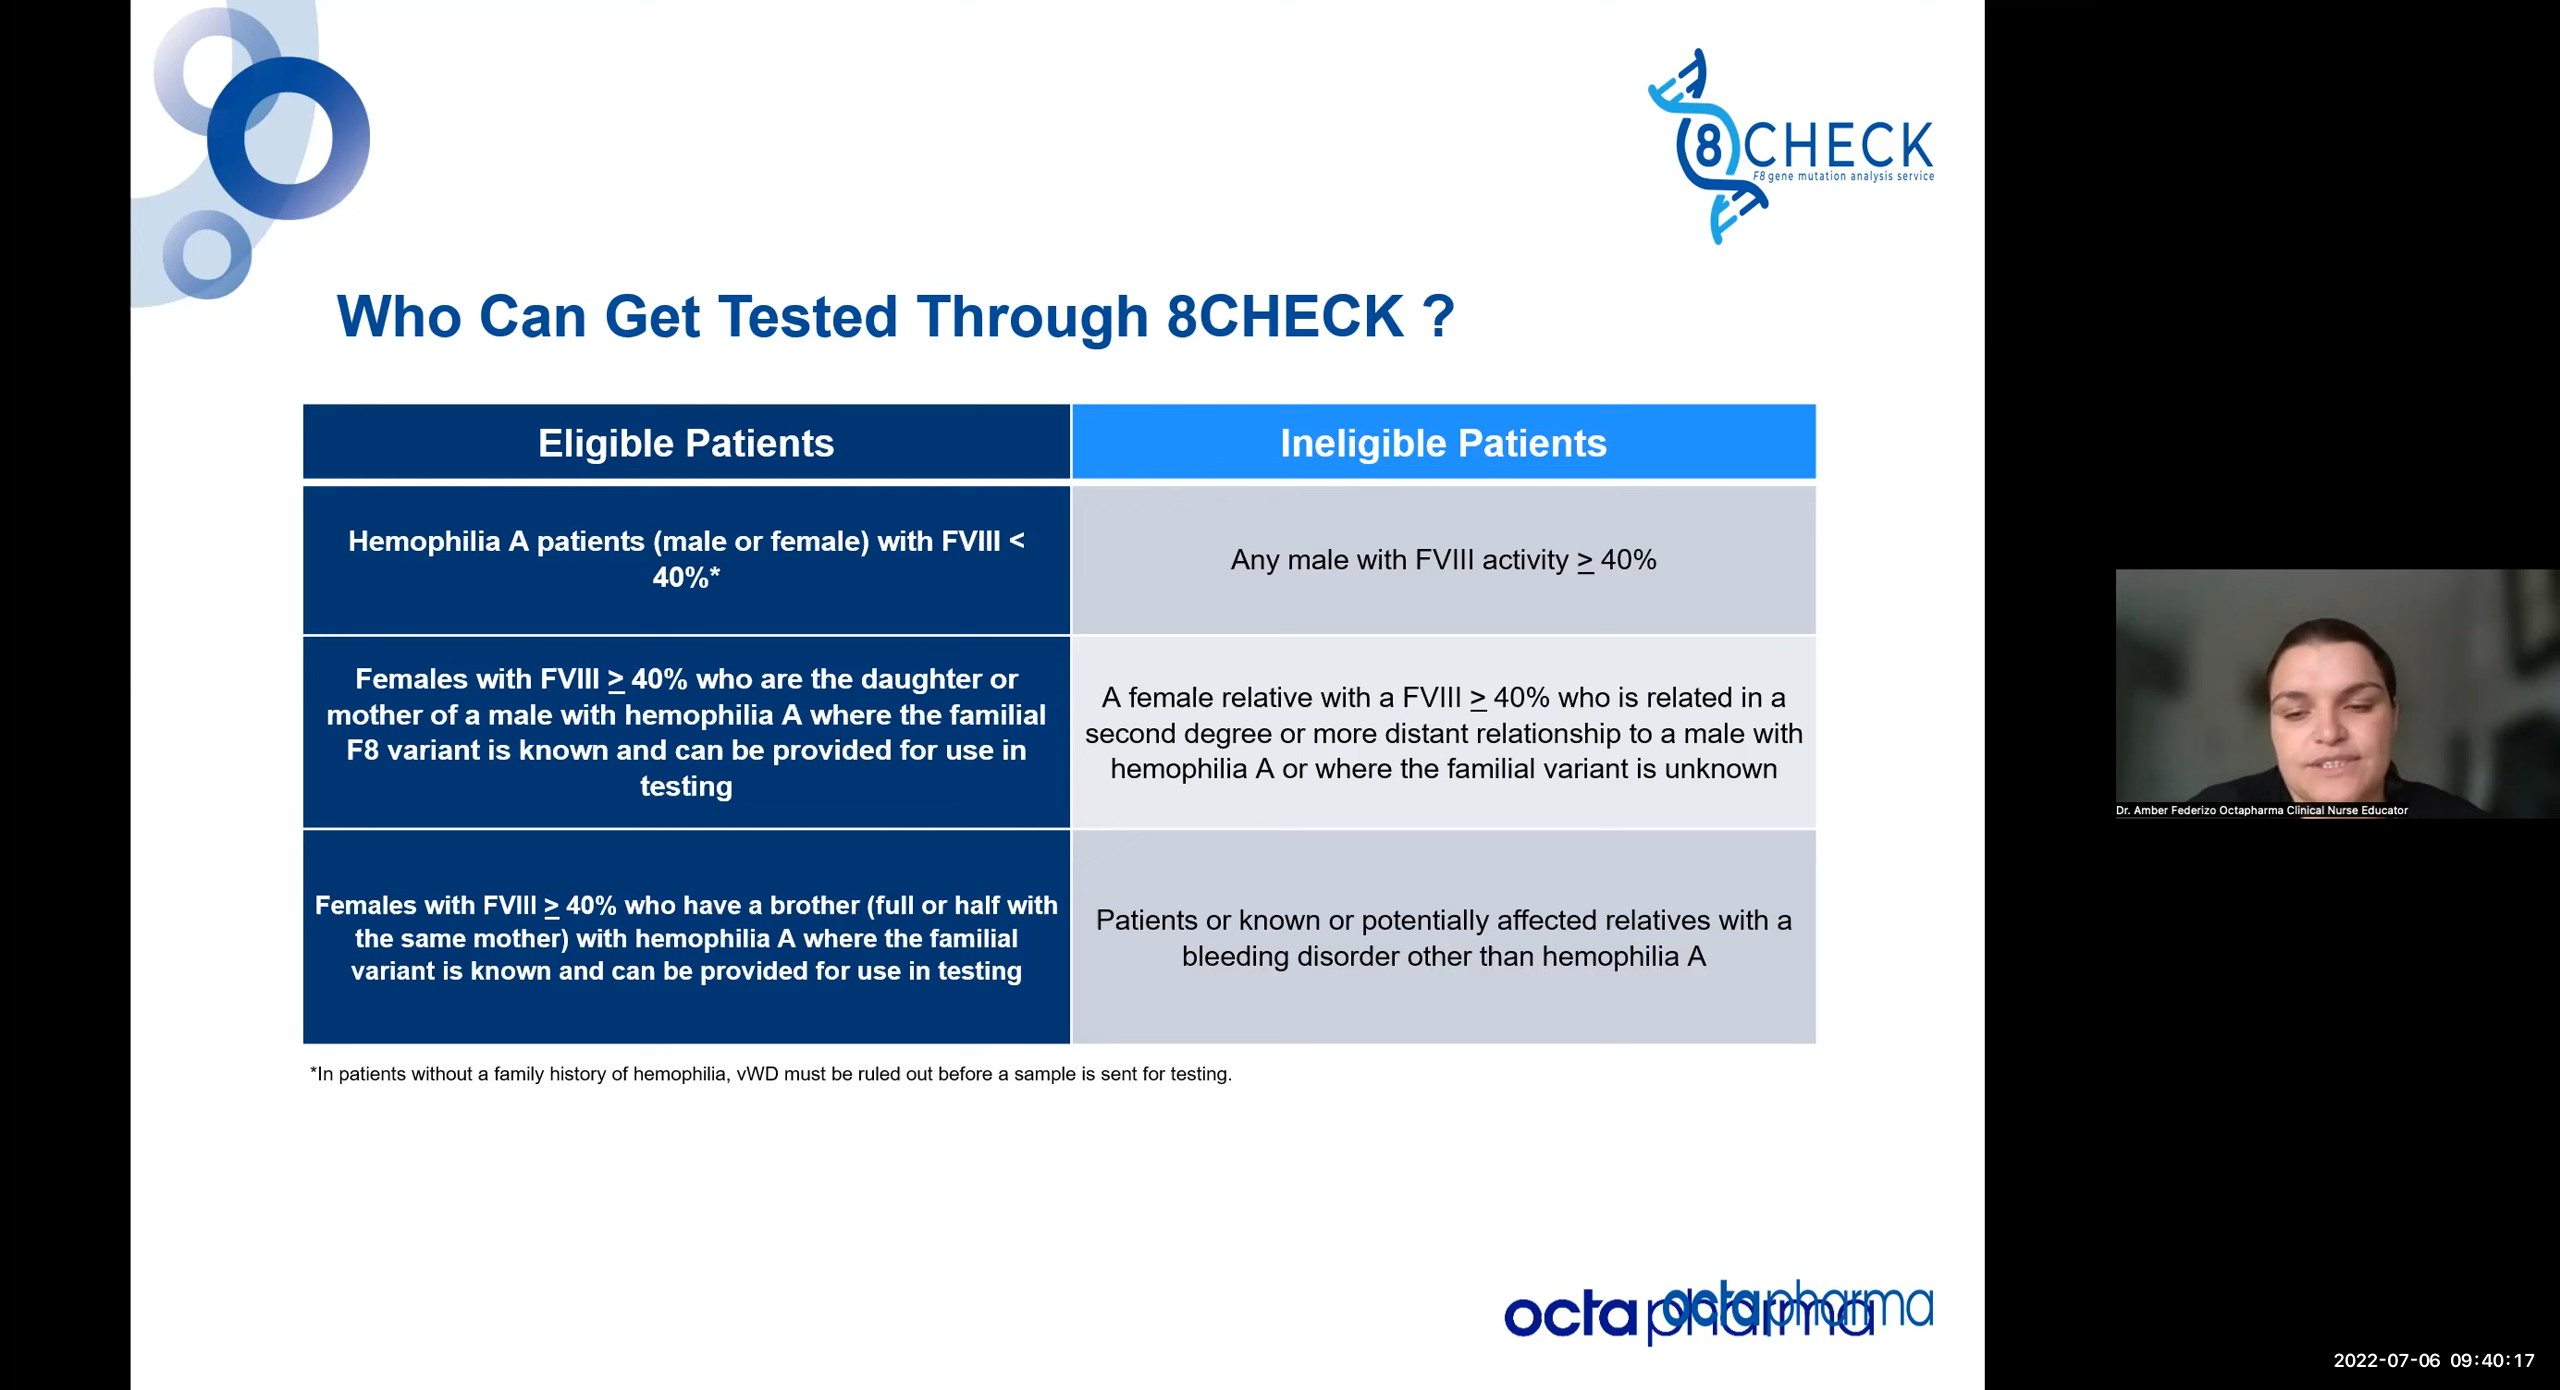 8CHECK
F8 gene mutation analysis service
Who Can Get Tested Through 8CHECK ?
Eligible Patients
Ineligible Patients
Hemophilia A patients (male or female) with FVIII <
40%*
Any male with FVIII activity ≥ 40%
Females with FVIII ≥ 40% who are the daughter or
mother of a male with hemophilia A where the familial
F8 variant is known and can be provided for use in
testing
A female relative with a FVIII ≥ 40% who is related in a
second degree or more distant relationship to a male with
hemophilia A or where the familial variant is unknown
Females with FVIII ≥ 40% who have a brother (full or half with
the same mother) with hemophilia A where the familial
variant is known and can be provided for use in testing
Patients or known or potentially affected relatives with a
bleeding disorder other than hemophilia A
*In patients without a family history of hemophilia, vWD must be ruled out before a sample is sent for testing.
Dr. Amber Federizo Octapharma Clinical Nurse Educator
octapharma
octapharma
2022-07-06 09:40:17